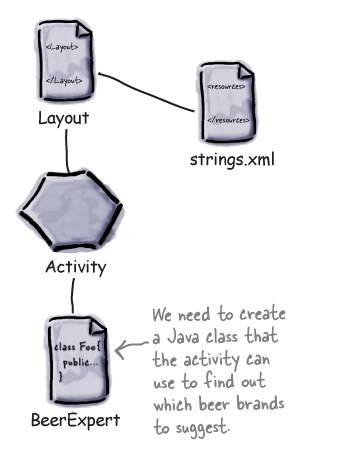 <Layout>
</Layout>
Layout
<resources>
</resources>
strings.xml
Activity
class Foo{
public...
}
BeerExpert
We need to create
a Java class that
the activity can
use to find out
which beer brands
to suggest.